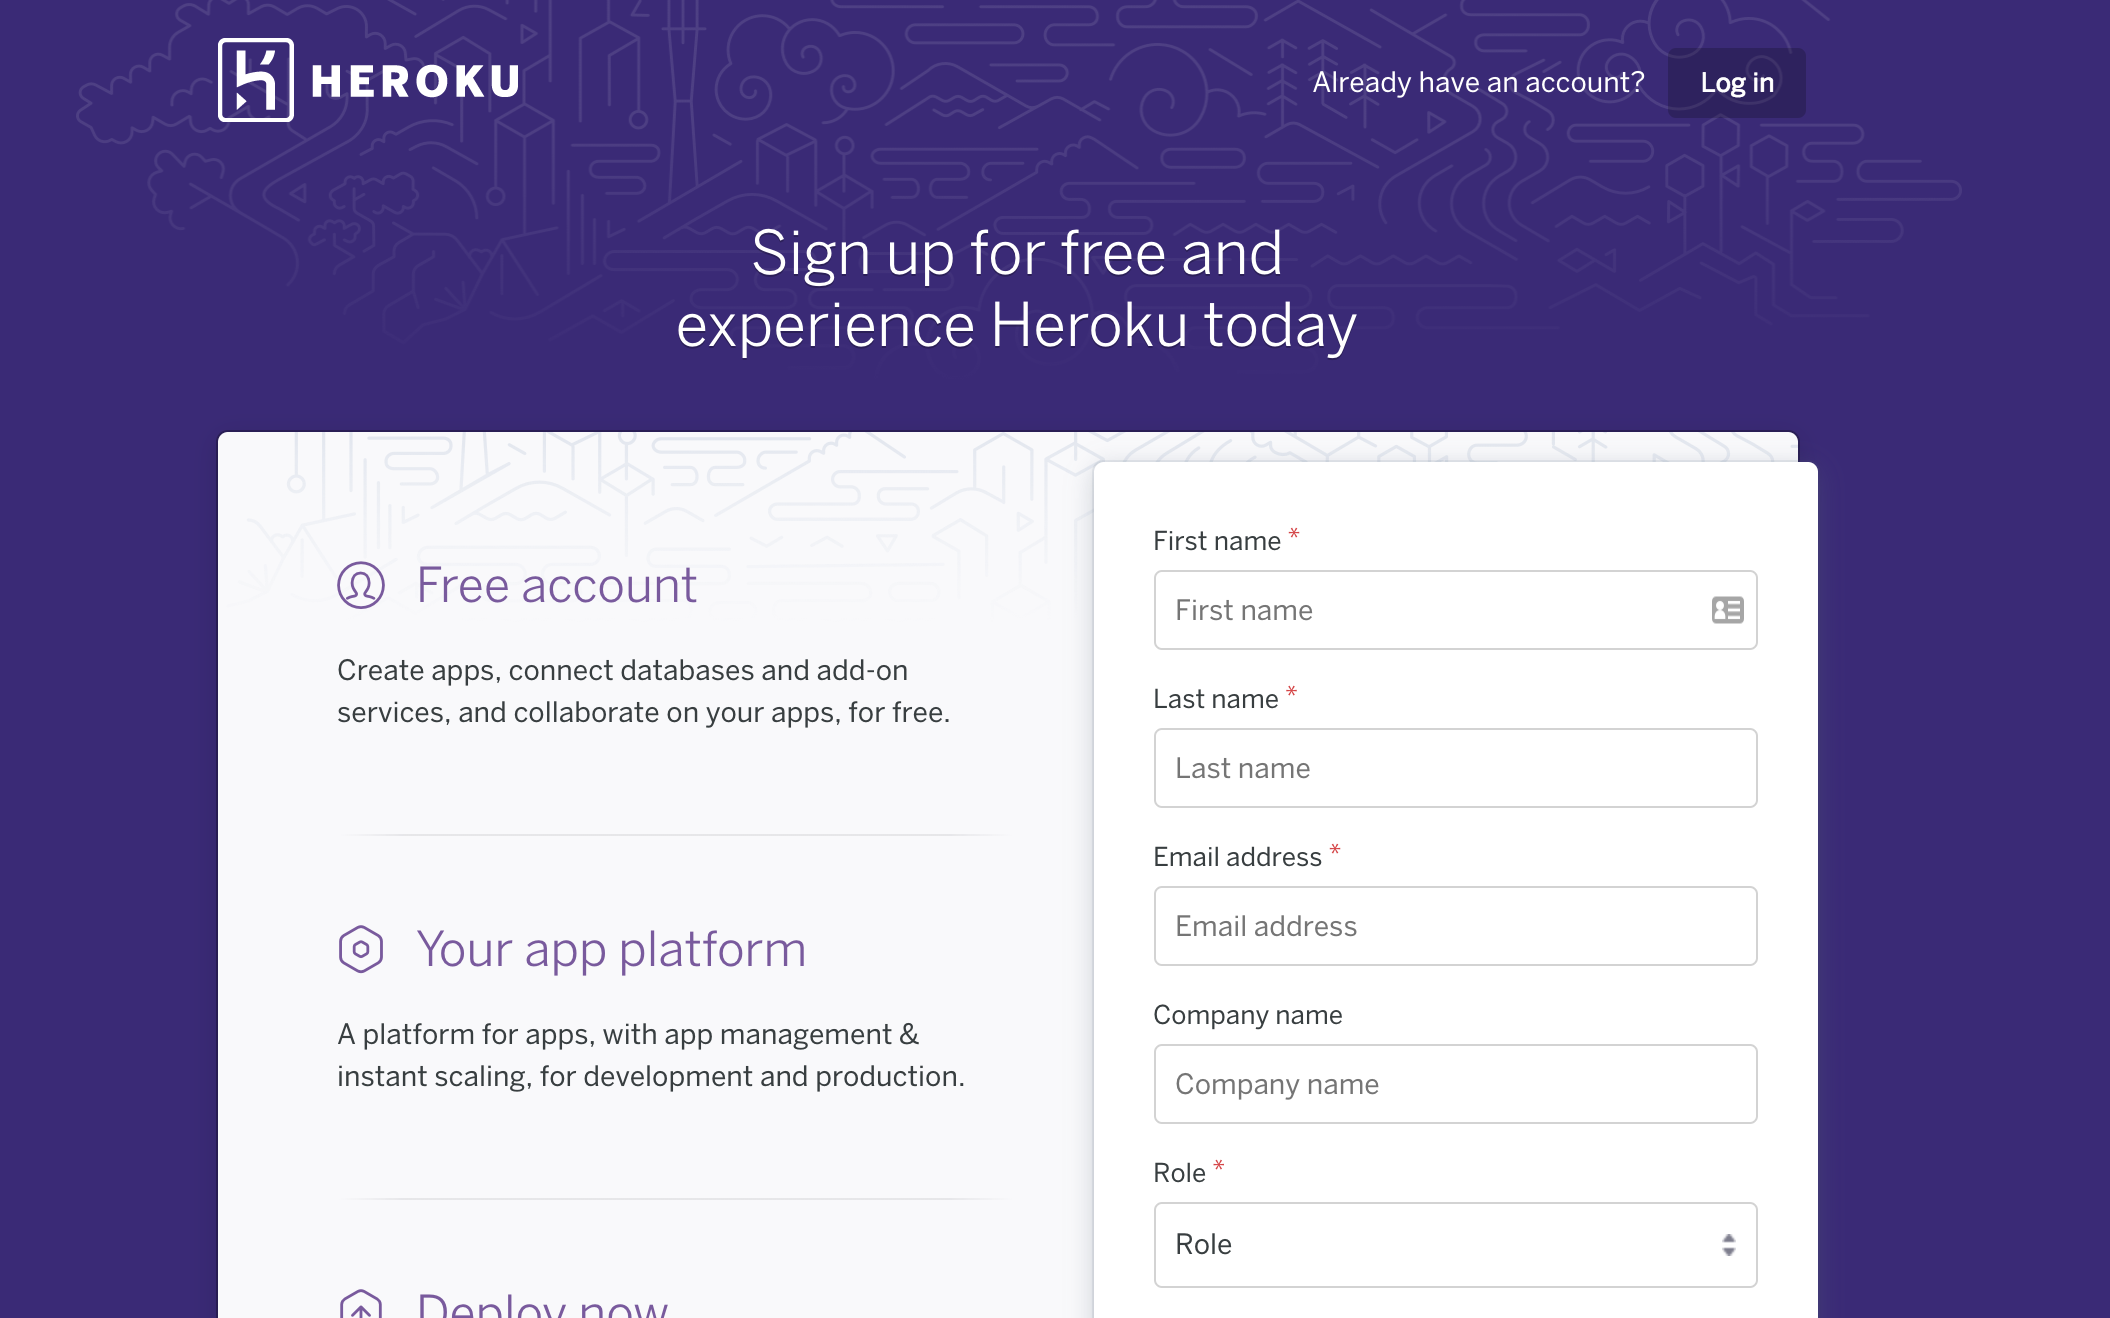 HEROKU
Already have an account?
Log in
Sign up for free and
experience Heroku today
Free account
Create apps, connect databases and add-on
services, and collaborate on your apps, for free.
Your app platform
A platform for apps, with app management &
instant scaling, for development and production.
Deploy now
First name *
First name
Last name *
Last name
Email address *
Email address
Company name
Company name
Role *
Role